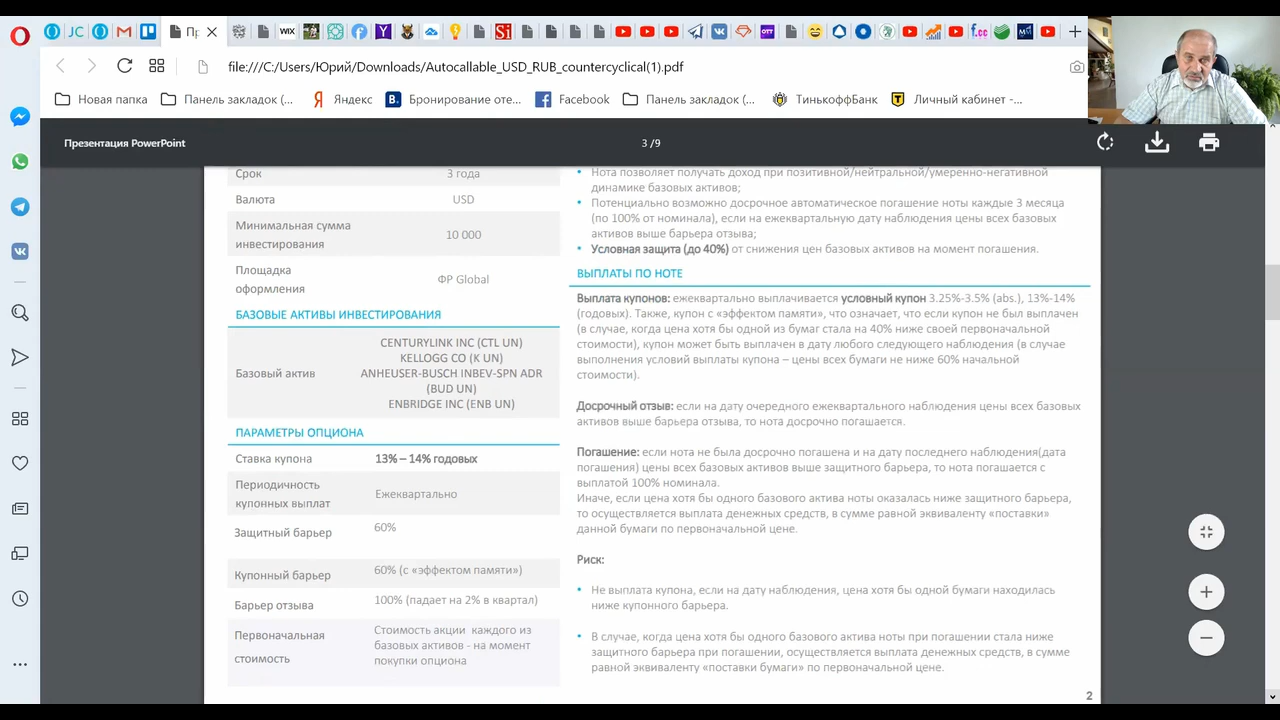 Пр
JC
WIX
Si
ОТТ
f.cc
file:///C:/Users/Юрий/Downloads/Autocallable_USD_RUB_countercyclical(1).pdf
Новая папка
Панель закладок (...
Яндекс
Бронирование оте...
Facebook
Панель закладок (...
ТинькоффБанк
Личный кабинет -...
Презентация PowerPoint
3 / 9
Срок
3 года
Валюта
USD
Минимальная сумма
инвестирования
10 000
Площадка
оформления
ФР Global
БАЗОВЫЕ АКТИВЫ ИНВЕСТИРОВАНИЯ
Базовый актив
CENTURYLINK INC (CTL UN)
KELLOGG CO (K UN)
ANHEUSER-BUSCH INBEV-SPN ADR
(BUD UN)
ENBRIDGE INC (ENB UN)
ПАРАМЕТРЫ ОПЦИОНА
Ставка купона
13% – 14% годовых
Периодичность
купонных выплат
Ежеквартально
Защитный барьер
60%
Купонный барьер
60% (с «эффектом памяти»)
Барьер отзыва
100% (падает на 2% в квартал)
Первоначальная
стоимость
Стоимость акции каждого из
базовых активов - на момент
покупки опциона
• Нота позволяет получать доход при позитивной/нейтральной/умеренно-негативной
динамике базовых активов;
• Потенциально возможно досрочное автоматическое погашение ноты каждые 3 месяца
(по 100% от номинала), если на ежеквартальную дату наблюдения цены всех базовых
активов выше барьера отзыва;
• Условная защита (до 40%) от снижения цен базовых активов на момент погашения.
ВЫПЛАТЫ ПО НОТЕ
Выплата купонов: ежеквартально выплачивается условный купон 3.25%-3.5% (abs.), 13%-14%
(годовых). Также, купон с «эффектом памяти», что означает, что если купон не был выплачен
(в случае, когда цена хотя бы одной из бумаг стала на 40% ниже своей первоначальной
стоимости), купон может быть выплачен в дату любого следующего наблюдения (в случае
выполнения условий выплаты купона – цены всех бумаги не ниже 60% начальной
стоимости).
Досрочный отзыв: если на дату очередного ежеквартального наблюдения цены всех базовых
активов выше барьера отзыва, то нота досрочно погашается.
Погашение: если нота не была досрочно погашена и на дату последнего наблюдения(дата
погашения) цены всех базовых активов выше защитного барьера, то нота погашается с
выплатой 100% номинала.
Иначе, если цена хотя бы одного базового актива ноты оказалась ниже защитного барьера,
то осуществляется выплата денежных средств, в сумме равной эквиваленту «поставки»
данной бумаги по первоначальной цене.
Риск:
• Не выплата купона, если на дату наблюдения, цена хотя бы одной бумаги находилась
ниже купонного барьера.
• В случае, когда цена хотя бы одного базового актива ноты при погашении стала ниже
защитного барьера при погашении, осуществляется выплата денежных средств, в сумме
равной эквиваленту «поставки бумаги» по первоначальной цене.
2